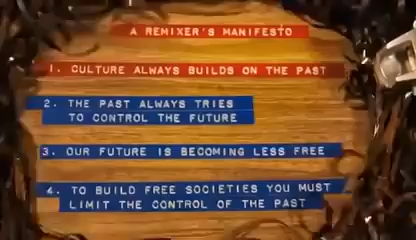 A REMIXER'S MANIFESTO
1. CULTURE ALWAYS BUILDS ON THE PAST
2. THE PAST ALWAYS TRIES
TO CONTROL THE FUTURE
3. OUR FUTURE IS BECOMING LESS FREE
4. TO BUILD FREE SOCIETIES YOU MUST
LIMIT THE CONTROL OF THE PAST